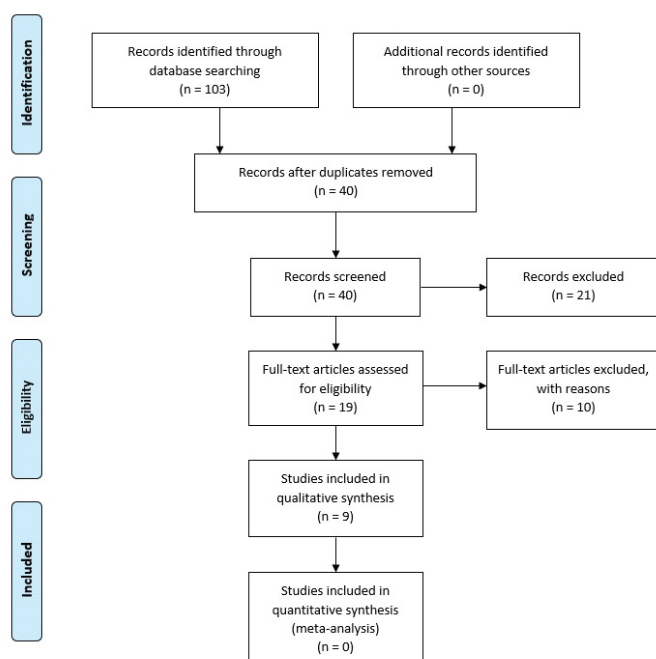 Identification
Records identified through
database searching
(n = 103)
Additional records identified
through other sources
(n = 0)
Records after duplicates removed
(n = 40)
Screening
Records screened
(n = 40)
Records excluded
(n = 21)
Eligibility
Full-text articles assessed
for eligibility
(n = 19)
Full-text articles excluded,
with reasons
(n = 10)
Studies included in
qualitative synthesis
(n = 9)
Included
Studies included in
quantitative synthesis
(meta-analysis)
(n = 0)